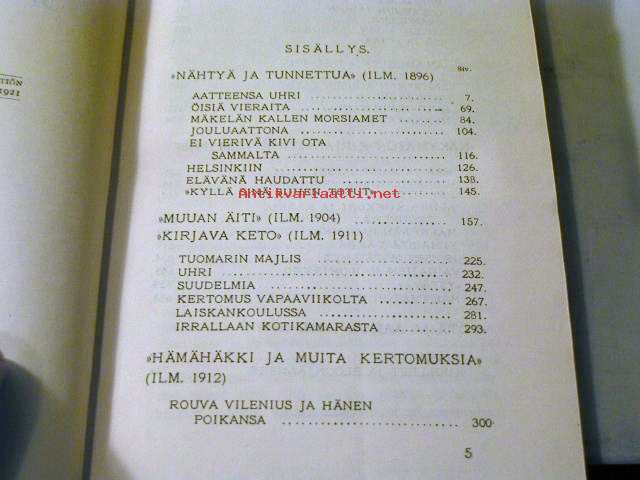 TIÖN
1921
SISÄLLYS.
Siv.
»NÄHTYÄ JA TUNNETTUA» (ILM. 1896)
AATTEENSA UHRI 7.
ÖISIÄ VIERAITA 69.
MÄKELÄN KALLEN MORSIAMET 84.
JOULUAATTONA 104.
EI VIERIVÄ KIVI OTA
SAMMALTA 116.
HELSINKIIN 126.
ELÄVÄNÄ HAUDATTU 138.
»KYLLÄ 145.
Antikvariaatti.net
»MUUAN ÄITI» (ILM. 1904) 157.
»KIRJAVA KETO» (ILM. 1911)
TUOMARIN MAJLIS 225.
UHRI 232.
SUUDELMIA 247.
KERTOMUS VAPAAVIIKOLTA 267.
LAISKANKOULUSSA 281.
IRRALLAAN KOTIKAMARASTA 293.
»HÄMÄHÄKKI JA MUITA KERTOMUKSIA»
(ILM. 1912)
ROUVA VILENIUS JA HÄNEN
POIKANSA 300
5